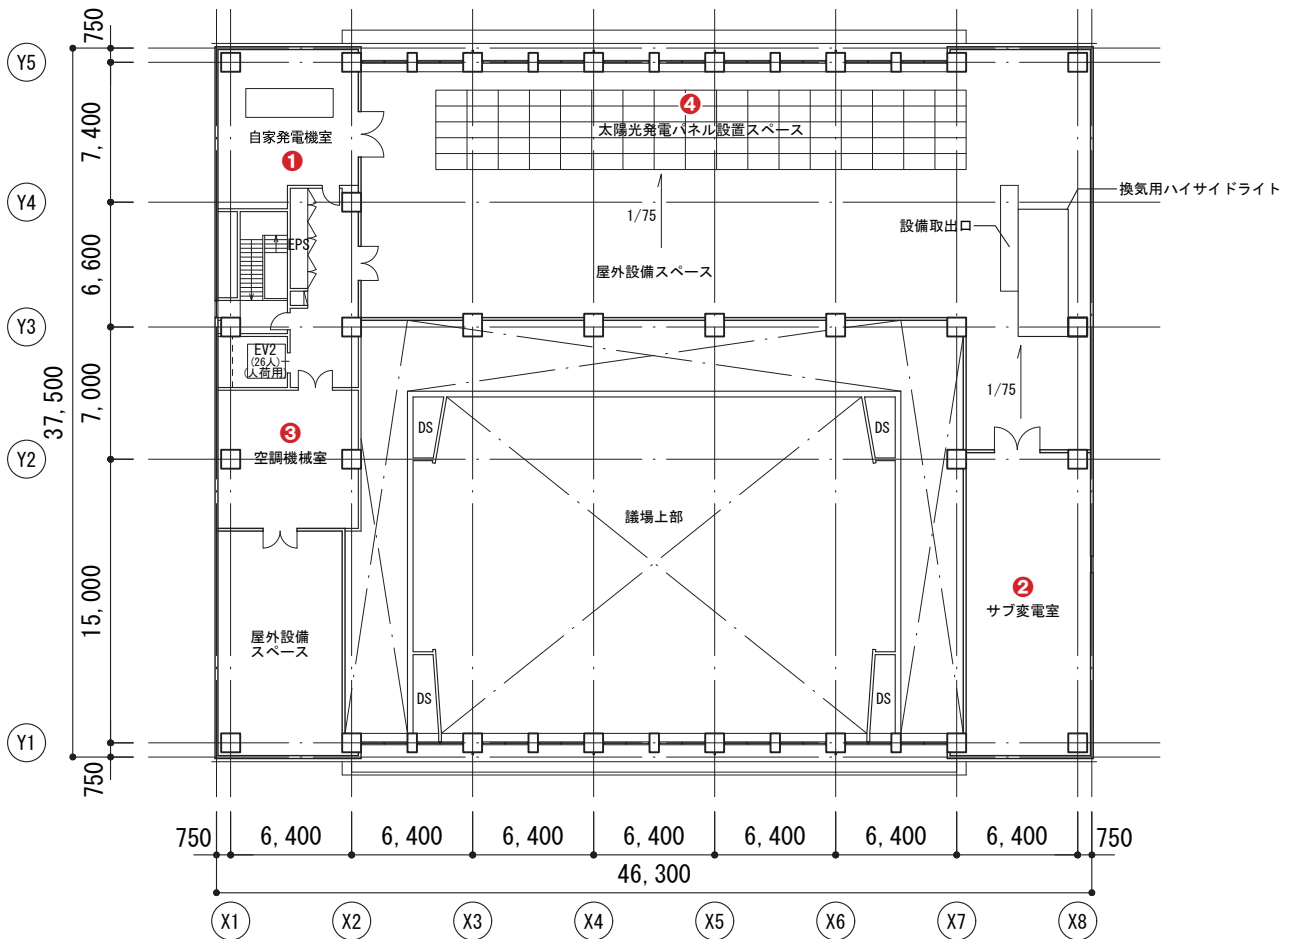 750
Y5
7,400
Y4
6,600
Y3
37,500
7,000
Y2
15,000
Y1
750
自家発電機室
❶
❹
太陽光発電パネル設置スペース
1/75
屋外設備スペース
換気用ハイサイドライト
設備取出口
EPS
EV2
(26人)
(人荷用)
1/75
❸
空調機械室
DS
DS
議場上部
❷
サブ変電室
屋外設備
スペース
DS
DS
750
6,400
6,400
6,400
6,400
6,400
6,400
6,400
750
46,300
X1
X2
X3
X4
X5
X6
X7
X8